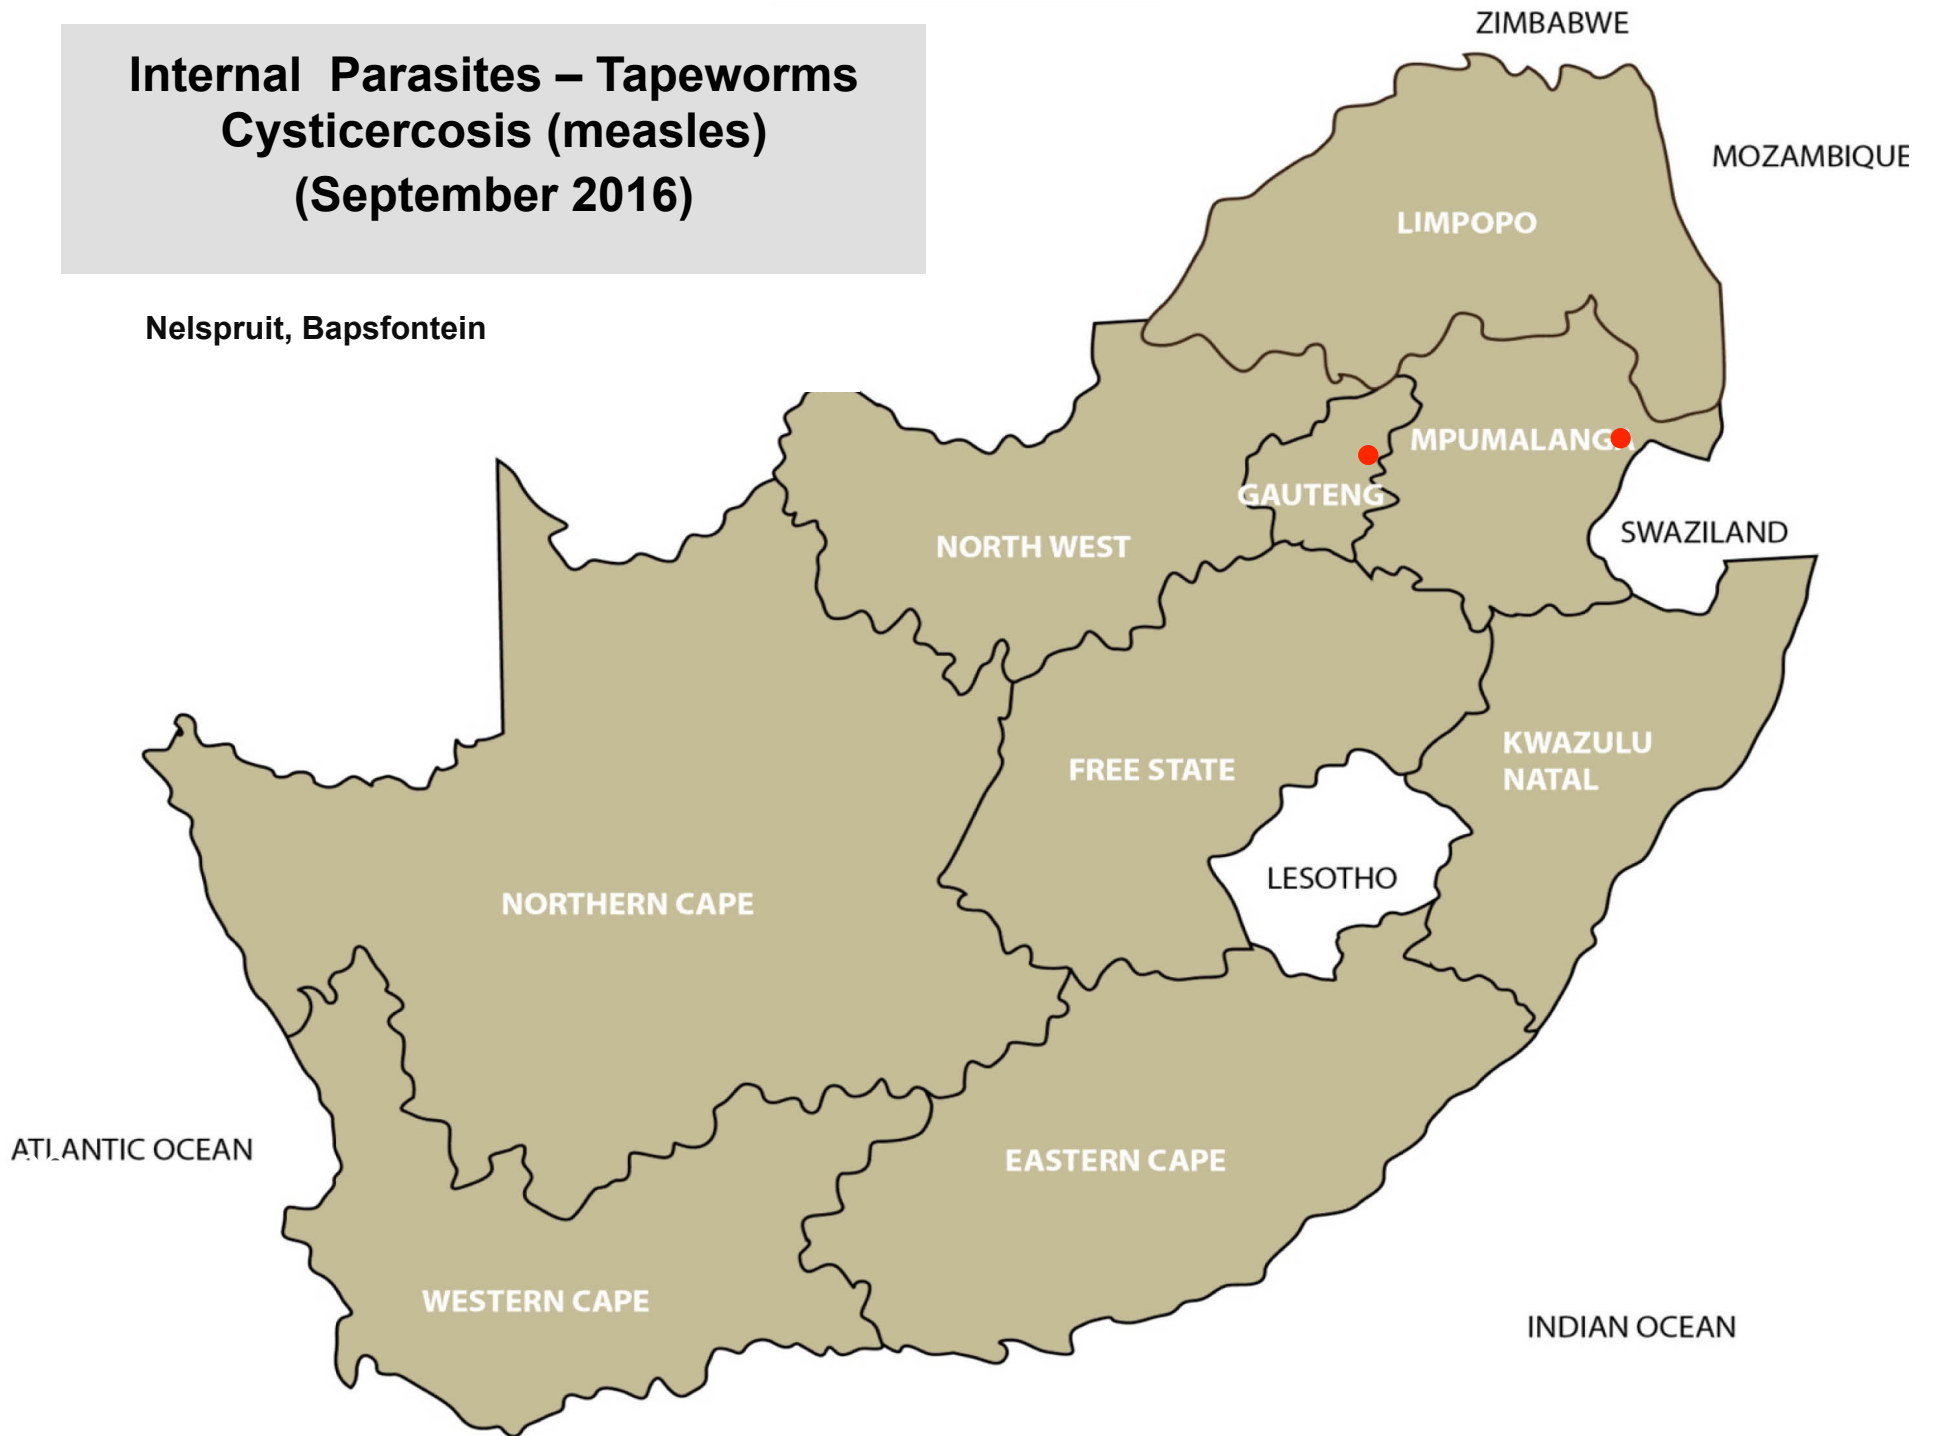 Internal Parasites – Tapeworms
Cysticercosis (measles)
(September 2016)
Nelspruit, Bapsfontein
ZIMBABWE
MOZAMBIQUE
LIMPOPO
MPUMALANGA
GAUTENG
SWAZILAND
NORTH WEST
KWAZULU
NATAL
FREE STATE
LESOTHO
NORTHERN CAPE
ATLANTIC OCEAN
EASTERN CAPE
WESTERN CAPE
INDIAN OCEAN